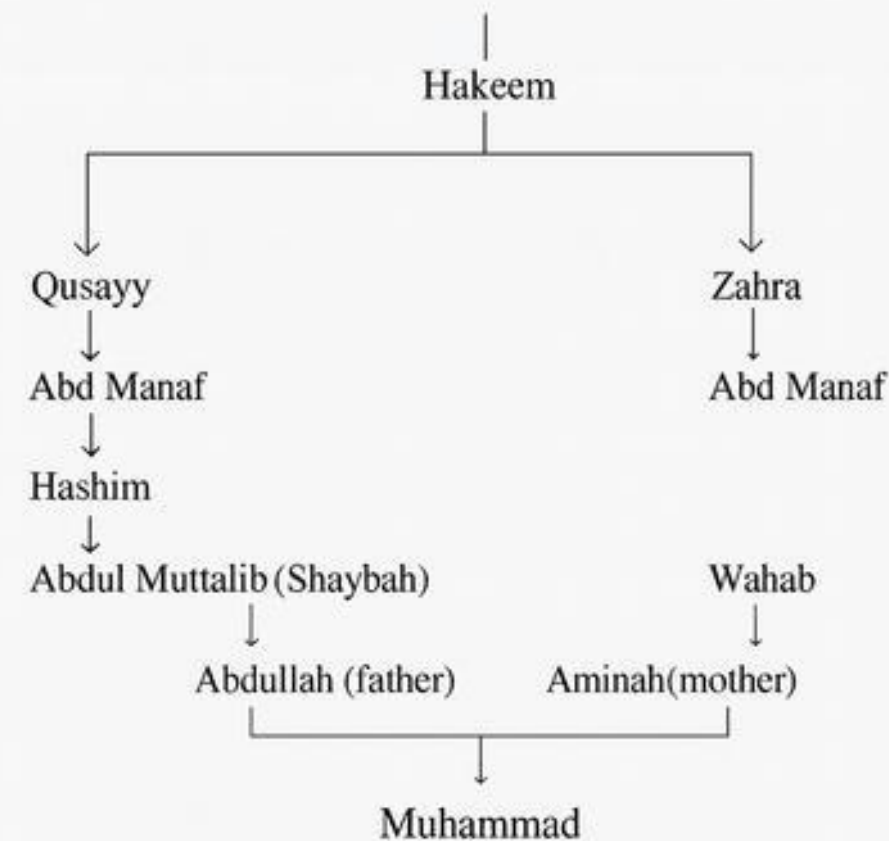 Hakeem
Qusayy Zahra
Abd Manaf Abd Manaf
Hashim
Abdul Muttalib (Shaybah) Wahab
Abdullah (father) Aminah(mother)
Muhammad